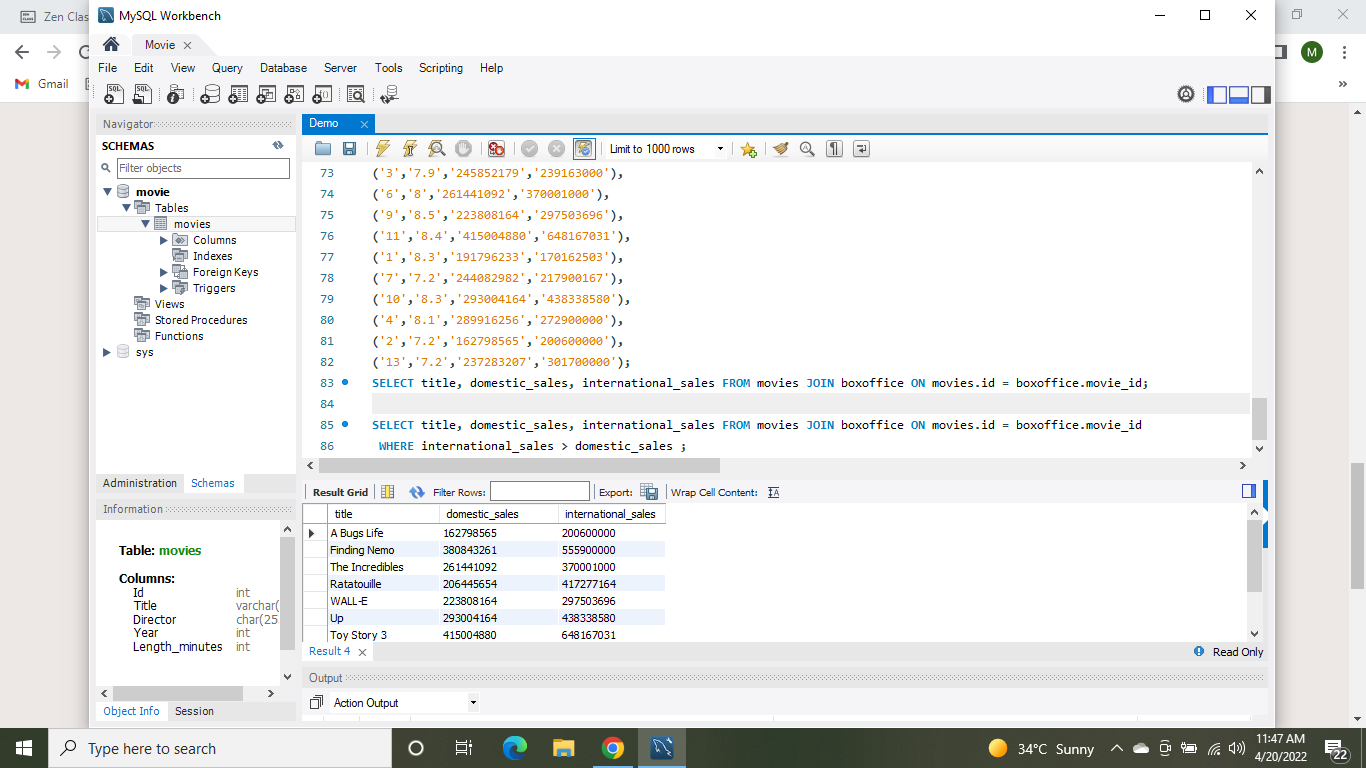 Zen Clas
MySQL Workbench
Movie
File Edit View Query Database Server Tools Scripting Help
M
Gmail
»
Navigator
SCHEMAS
Filter objects
movie
Tables
movies
Columns
Indexes
Foreign Keys
Triggers
Views
Stored Procedures
Functions
sys
Administration Schemas
Information
Table: movies
Columns:
Id int
Title varchar(
Director char(25
Year int
Length_minutes int
Object Info Session
Demo
Limit to 1000 rows
73 ('3','7.9','245852179','239163000'),
74 ('6','8','261441092','370001000'),
75 ('9','8.5','223808164','297503696'),
76 ('11','8.4','415004880','648167031'),
77 ('1','8.3','191796233','170162503'),
78 ('7','7.2','244082982','217900167'),
79 ('10','8.3','293004164','438338580'),
80 ('4','8.1','289916256','272900000'),
81 ('2','7.2','162798565','200600000'),
82 ('13','7.2','237283207','301700000');
83 SELECT title, domestic_sales, international_sales FROM movies JOIN boxoffice ON movies.id = boxoffice.movie_id;
84
85 SELECT title, domestic_sales, international_sales FROM movies JOIN boxoffice ON movies.id = boxoffice.movie_id
86 WHERE international_sales > domestic_sales ;
Result Grid Filter Rows: Export: Wrap Cell Content:
title domestic_sales international_sales
A Bugs Life 162798565 200600000
Finding Nemo 380843261 555900000
The Incredibles 261441092 370001000
Ratatouille 206445654 417277164
WALL-E 223808164 297503696
Up 293004164 438338580
Toy Story 3 415004880 648167031
Result 4 Read Only
Output
Action Output
Type here to search
34°C Sunny
11:47 AM
4/20/2022
22